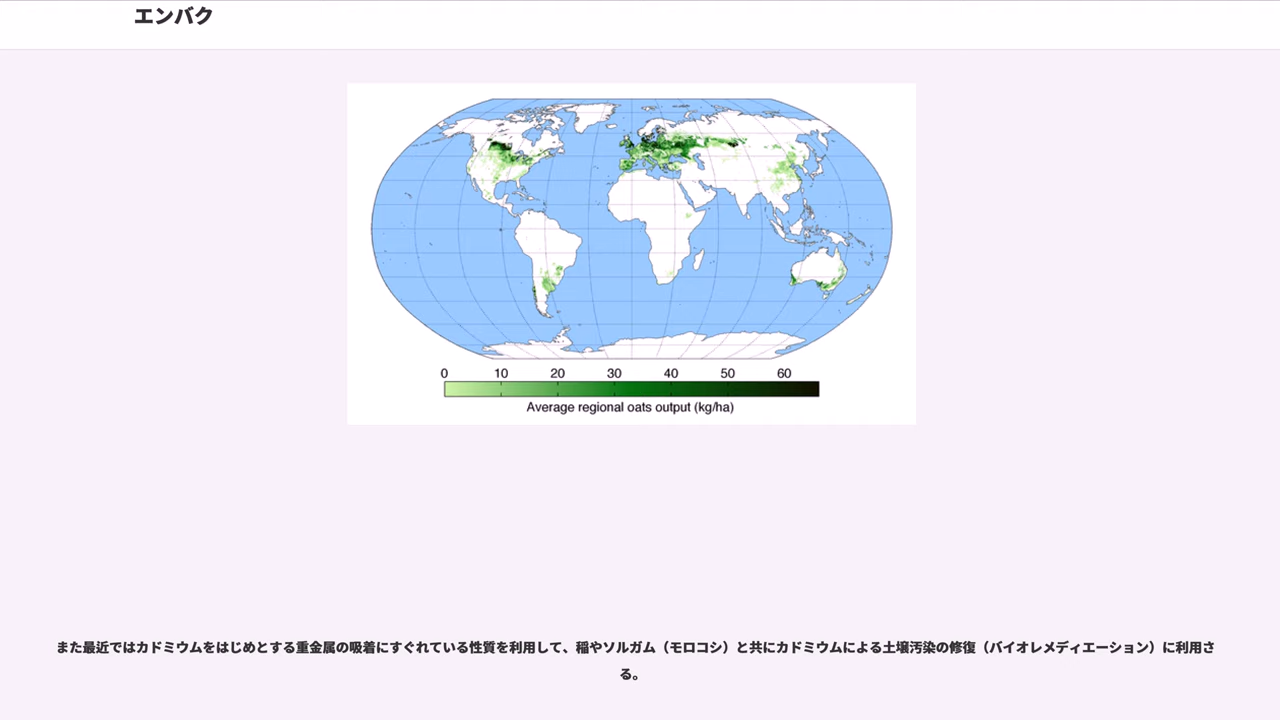 エンバク
0 10 20 30 40 50 60
Average regional oats output (kg/ha)
また最近ではカドミウムをはじめとする重金属の吸着にすぐれている性質を利用して、稲やソルガム（モロコシ）と共にカドミウムによる土壌汚染の修復（バイオレメディエーション）に利用さ
る。